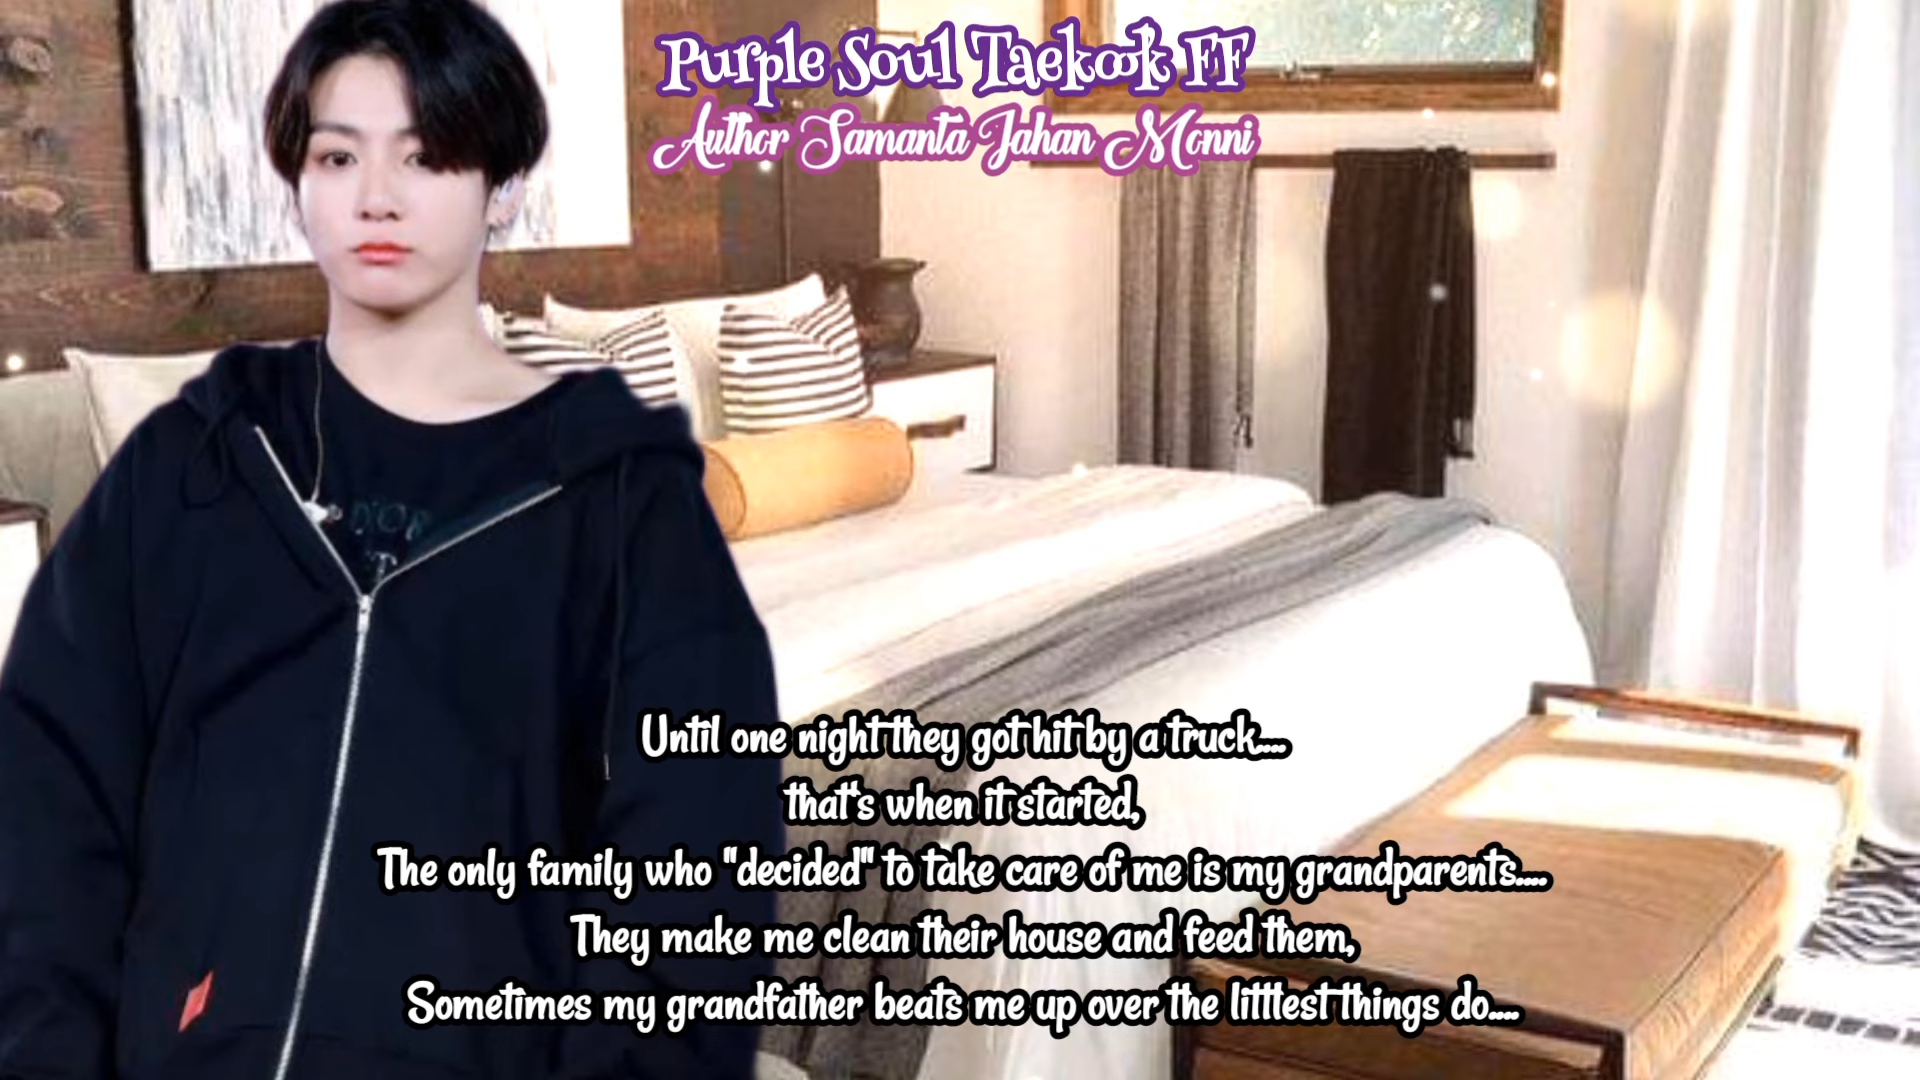 Purple Soul Taekook FF
Author Samanta Jahan Monni
Until one night they got hit by a truck....
that's when it started,
The only family who "decided" to take care of me is my grandparents....
They make me clean their house and feed them,
Sometimes my grandfather beats me up over the litttest things do....